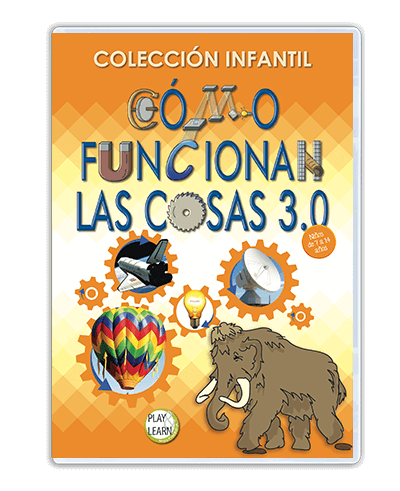 COLECCIÓN INFANTIL
CÓMO
FUNCIONAN
LAS COSAS 3.0
Niños
de 7 a 14
años
PLAY
LEARN